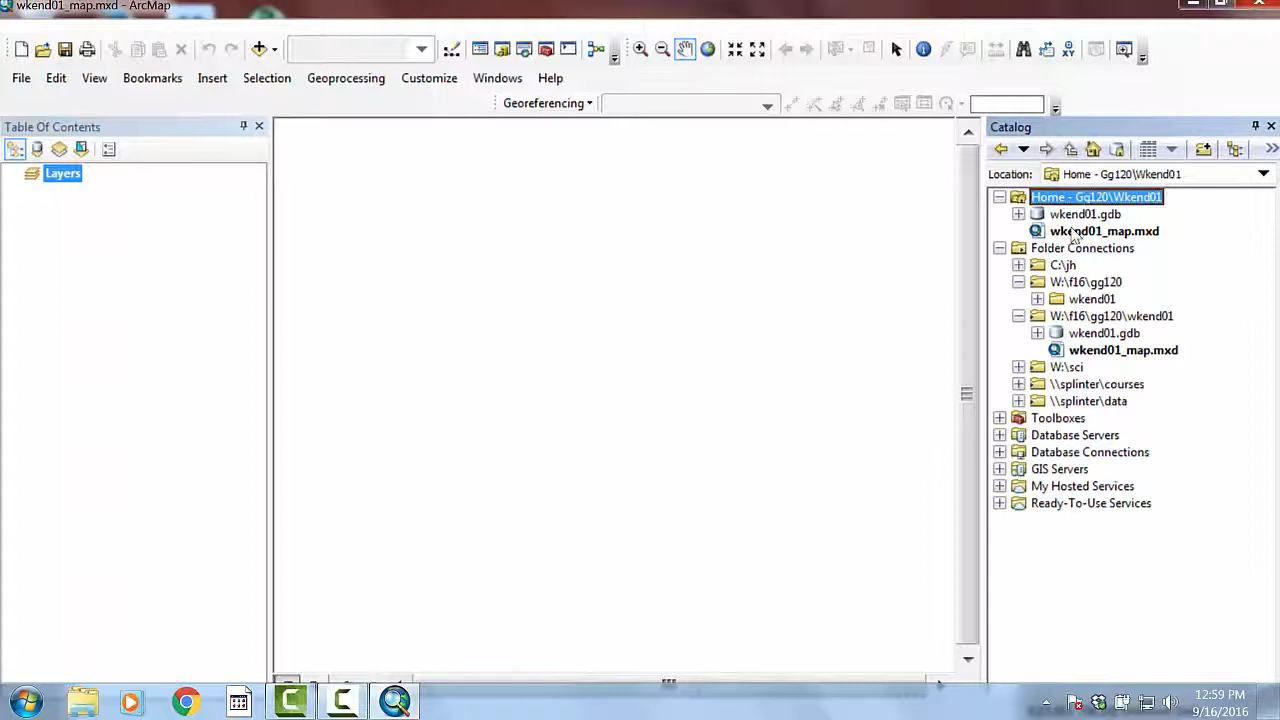 wkend01_map.mxd - ArcMap
File Edit View Bookmarks Insert Selection Geoprocessing Customize Windows Help
Georeferencing
Table Of Contents
Layers
Catalog
Location: Home - Gg120\Wkend01
Home - Gg120\Wkend01
wkend01.gdb
wkend01_map.mxd
Folder Connections
C:\jh
W:\f16\gg120
wkend01
W:\f16\gg120\wkend01
wkend01.gdb
wkend01_map.mxd
W:\sci
\\splinter\courses
\\splinter\data
Toolboxes
Database Servers
Database Connections
GIS Servers
My Hosted Services
Ready-To-Use Services
12:59 PM
9/16/2016